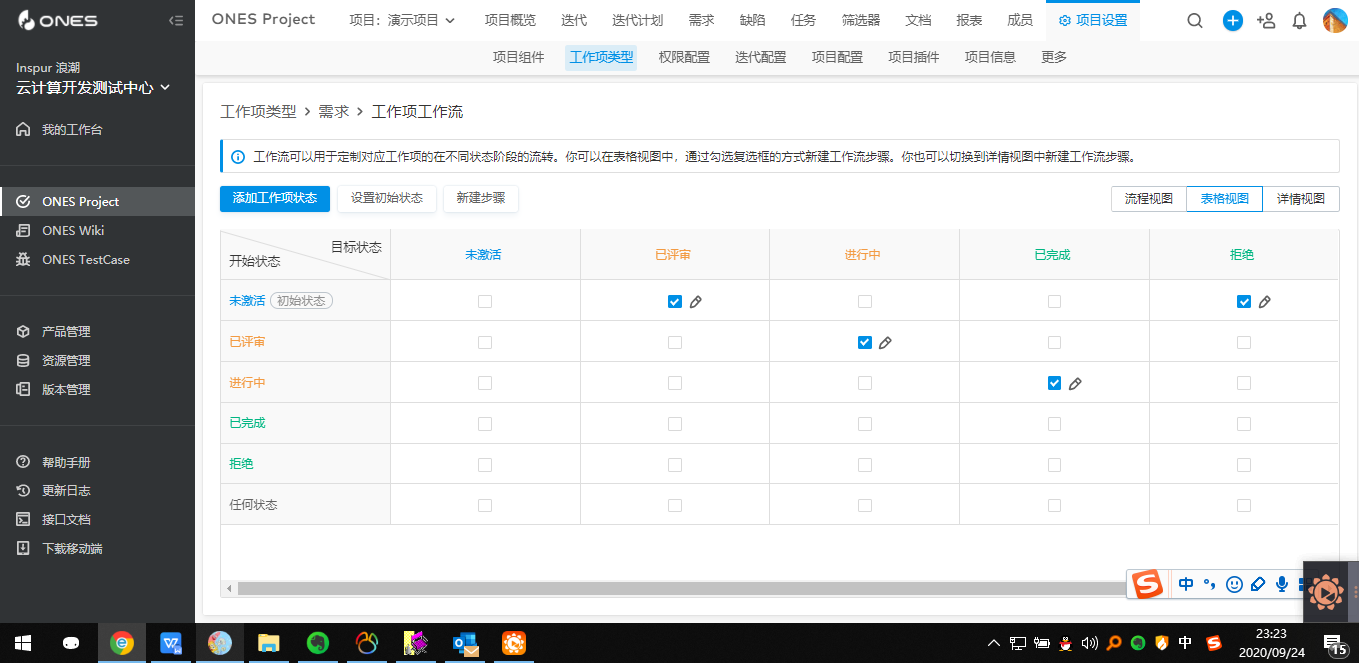 ONES
Inspur 浪潮
云计算开发测试中心
我的工作台
ONES Project
ONES Wiki
ONES TestCase
产品管理
资源管理
版本管理
帮助手册
更新日志
接口文档
下载移动端
ONES Project 项目：演示项目 项目概览 迭代 迭代计划 需求 缺陷 任务 筛选器 文档 报表 成员 项目设置
项目组件 工作项类型 权限配置 迭代配置 项目配置 项目插件 项目信息 更多
工作项类型 > 需求 > 工作项工作流
工作流可以用于定制对应工作项的在不同状态阶段的流转。你可以在表格视图中，通过勾选复选框的方式新建工作流步骤。你也可以切换到详情视图中新建工作流步骤。
添加工作项状态 设置初始状态 新建步骤 流程视图 表格视图 详情视图
目标状态
开始状态
未激活 已评审 进行中 已完成 拒绝
未激活 初始状态
已评审
进行中
已完成
拒绝
任何状态
中
中
23:23
2020/09/24
15